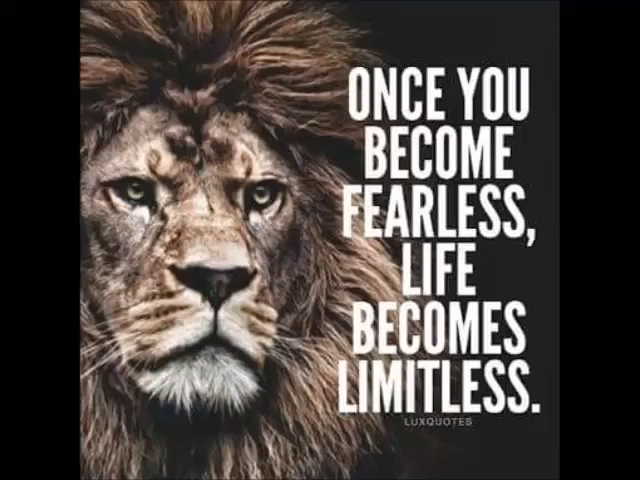 ONCE YOU
BECOME
FEARLESS,
LIFE
BECOMES
LIMITLESS.
LUXQUOTES